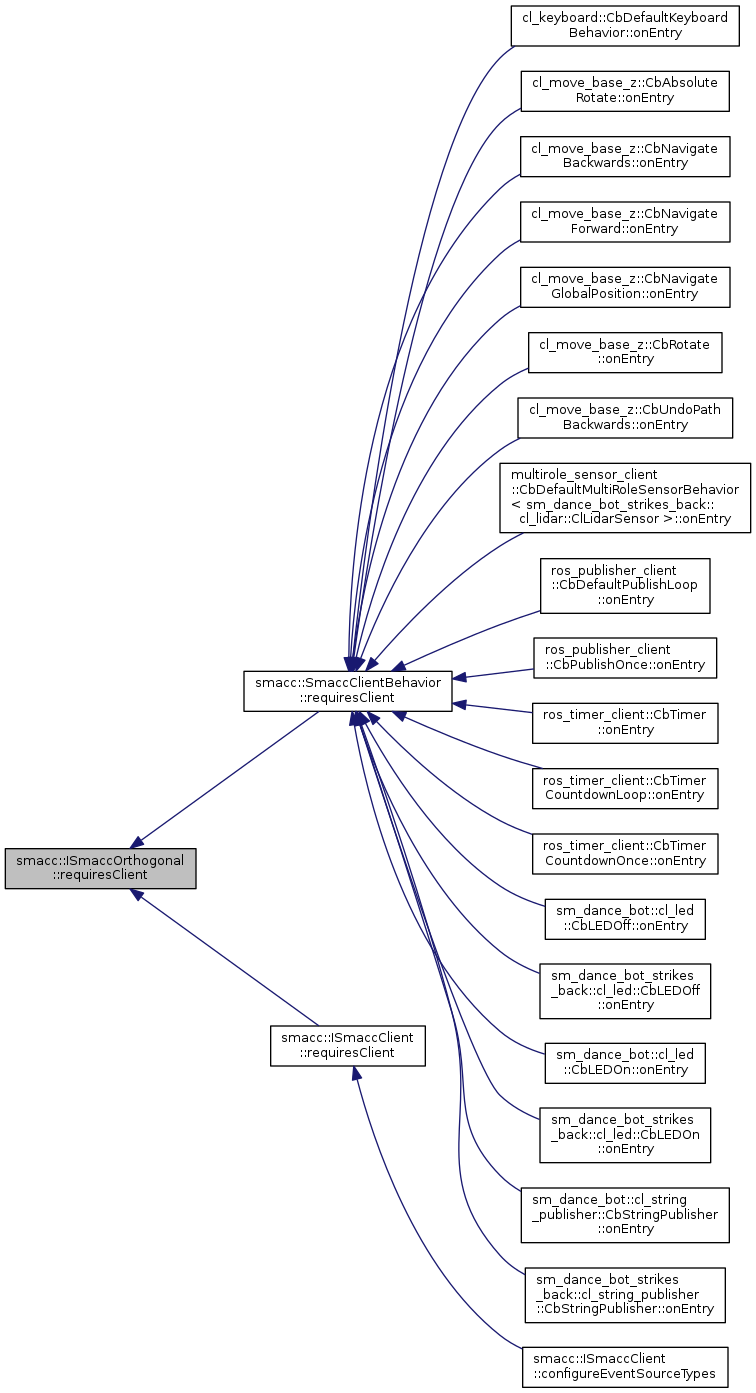 cl_keyboard::CbDefaultKeyboard
Behavior::onEntry
cl_move_base_z::CbAbsolute
Rotate::onEntry
cl_move_base_z::CbNavigate
Backwards::onEntry
cl_move_base_z::CbNavigate
Forward::onEntry
cl_move_base_z::CbNavigate
GlobalPosition::onEntry
cl_move_base_z::CbRotate
::onEntry
cl_move_base_z::CbUndoPath
Backwards::onEntry
multirole_sensor_client
::CbDefaultMultiRoleSensorBehavior
< sm_dance_bot_strikes_back::
cl_lidar::ClLidarSensor >::onEntry
ros_publisher_client
::CbDefaultPublishLoop
::onEntry
ros_publisher_client
::CbPublishOnce::onEntry
smacc::SmaccClientBehavior
::requiresClient
ros_timer_client::CbTimer
::onEntry
ros_timer_client::CbTimer
CountdownLoop::onEntry
ros_timer_client::CbTimer
CountdownOnce::onEntry
smacc::ISmaccOrthogonal
::requiresClient
sm_dance_bot::cl_led
::CbLEDOff::onEntry
sm_dance_bot_strikes
_back::cl_led::CbLEDOff
::onEntry
smacc::ISmaccClient
::requiresClient
sm_dance_bot::cl_led
::CbLEDOn::onEntry
sm_dance_bot_strikes
_back::cl_led::CbLEDOn
::onEntry
sm_dance_bot::cl_string
_publisher::CbStringPublisher
::onEntry
sm_dance_bot_strikes
_back::cl_string_publisher
::CbStringPublisher::onEntry
smacc::ISmaccClient
::configureEventSourceTypes